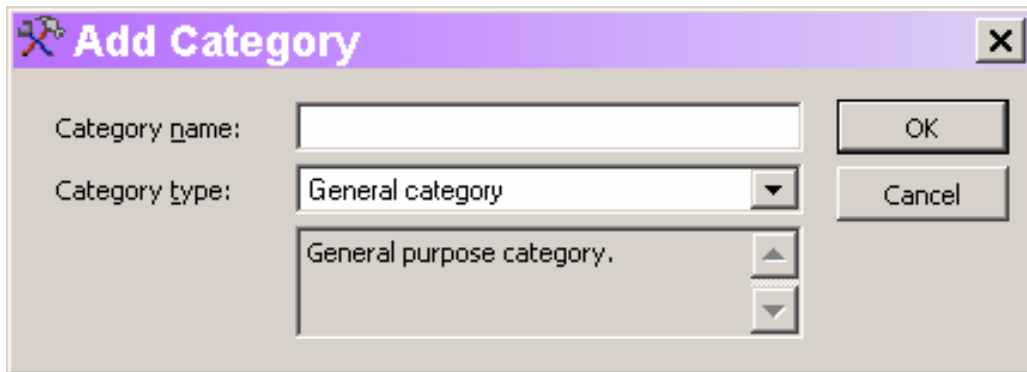 Add Category
Category name:
OK
Category type: General category
Cancel
General purpose category.